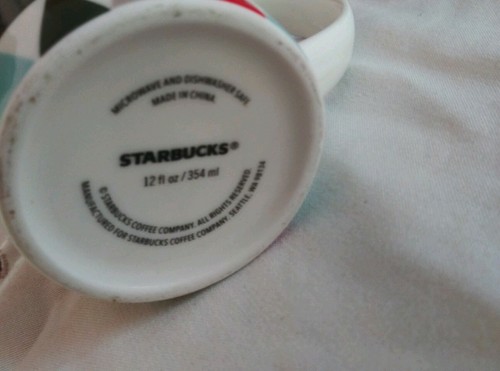 MICROWAVE AND DISHWASHER SAFE
MADE IN CHINA
STARBUCKS®
12 fl oz / 354 ml
© STARBUCKS COFFEE COMPANY. ALL RIGHTS RESERVED
MANUFACTURED FOR STARBUCKS COFFEE COMPANY. SEATTLE, WA 98134